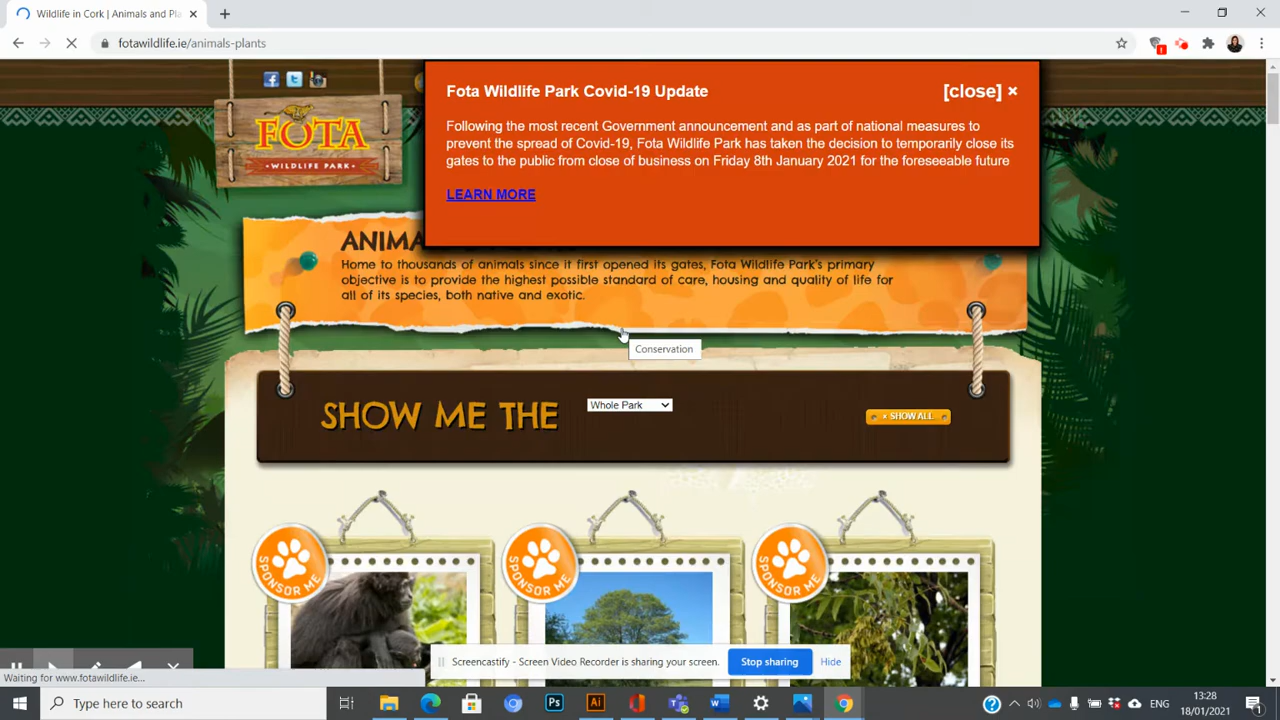 Wildlife in Cork | Animals and Pla
fotawildlife.ie/animals-plants
FOTA
WILDLIFE PARK
Fota Wildlife Park Covid-19 Update
[close] ×
Following the most recent Government announcement and as part of national measures to
prevent the spread of Covid-19, Fota Wildlife Park has taken the decision to temporarily close its
gates to the public from close of business on Friday 8th January 2021 for the foreseeable future
LEARN MORE
ANIMA
Home to thousands of animals since it first opened its gates, Fota Wildlife Park's primary
objective is to provide the highest possible standard of care, housing and quality of life for
all of its species, both native and exotic.
Conservation
SHOW ME THE
Whole Park
× SHOW ALL
SPONSOR ME
SPONSOR ME
SPONSOR ME
Screencastify - Screen Video Recorder is sharing your screen.
Stop sharing
Hide
Waiting for www.fotawildlife.ie...
Type here to search
Ps
Ai
W
ENG
13:28
18/01/2021
1